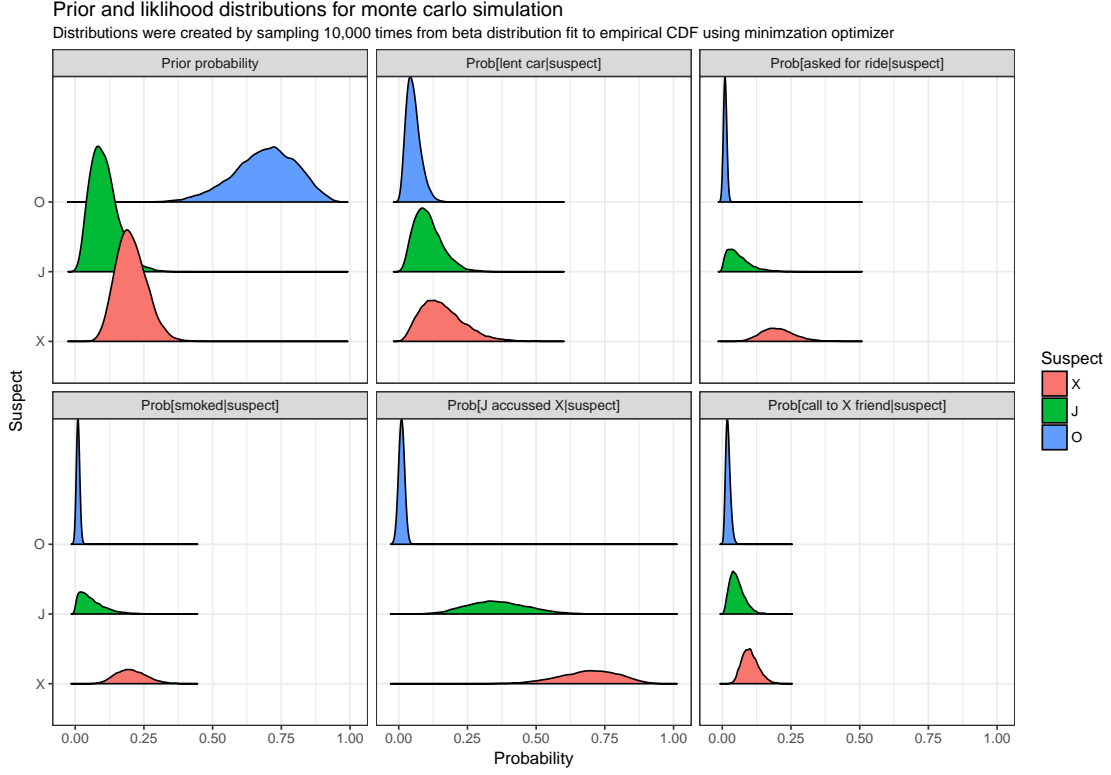 Prior and liklihood distributions for monte carlo simulation
Distributions were created by sampling 10,000 times from beta distribution fit to empirical CDF using minimzation optimizer
Prior probability
Prob[lent car|suspect]
Prob[asked for ride|suspect]
O
J
X
Prob[smoked|suspect]
Prob[J accussed X|suspect]
Prob[call to X friend|suspect]
O
J
X
0.00 0.25 0.50 0.75 1.00
0.00 0.25 0.50 0.75 1.00
0.00 0.25 0.50 0.75 1.00
Probability
Suspect
Suspect
X
J
O